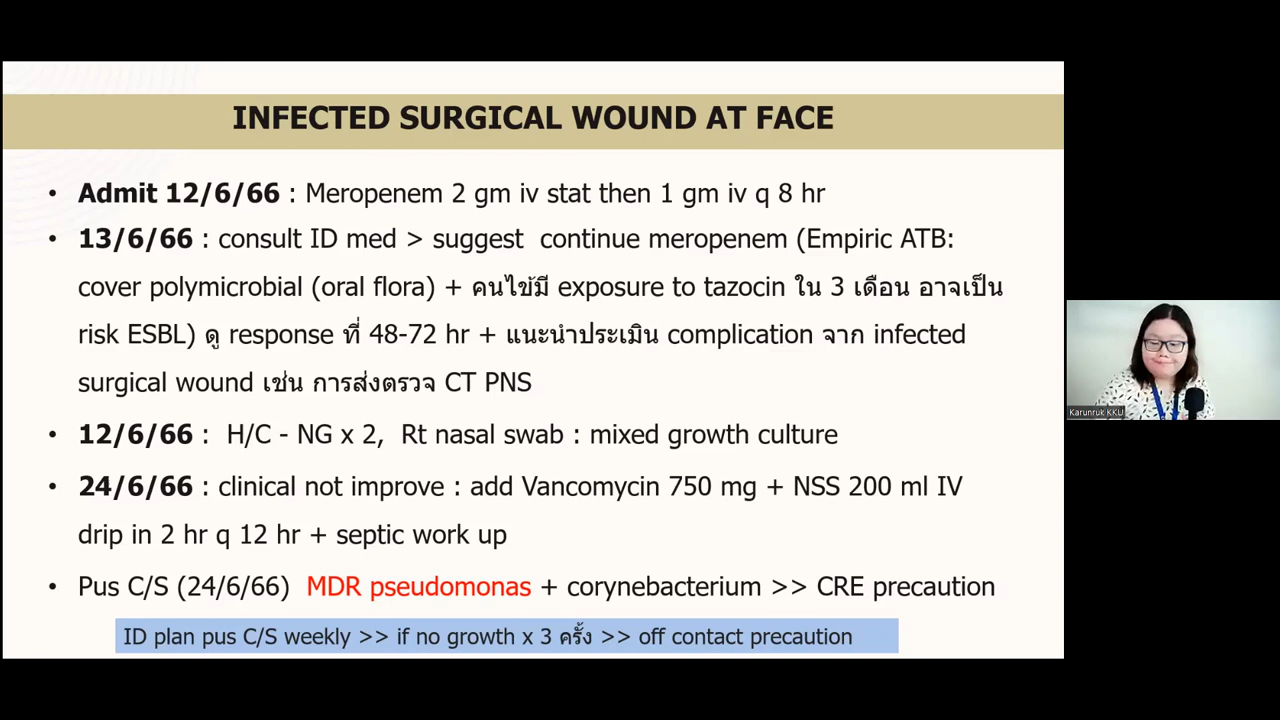 INFECTED SURGICAL WOUND AT FACE
• Admit 12/6/66 : Meropenem 2 gm iv stat then 1 gm iv q 8 hr
• 13/6/66 : consult ID med > suggest continue meropenem (Empiric ATB:
cover polymicrobial (oral flora) + คนไข้มี exposure to tazocin ใน 3 เดือน อาจเป็น
risk ESBL) ดู response ที่ 48-72 hr + แนะนำประเมิน complication จาก infected
surgical wound เช่น การส่งตรวจ CT PNS
• 12/6/66 : H/C - NG x 2, Rt nasal swab : mixed growth culture
• 24/6/66 : clinical not improve : add Vancomycin 750 mg + NSS 200 ml IV
drip in 2 hr q 12 hr + septic work up
• Pus C/S (24/6/66) MDR pseudomonas + corynebacterium >> CRE precaution
ID plan pus C/S weekly >> if no growth x 3 ครั้ง >> off contact precaution
Karunruk KKU